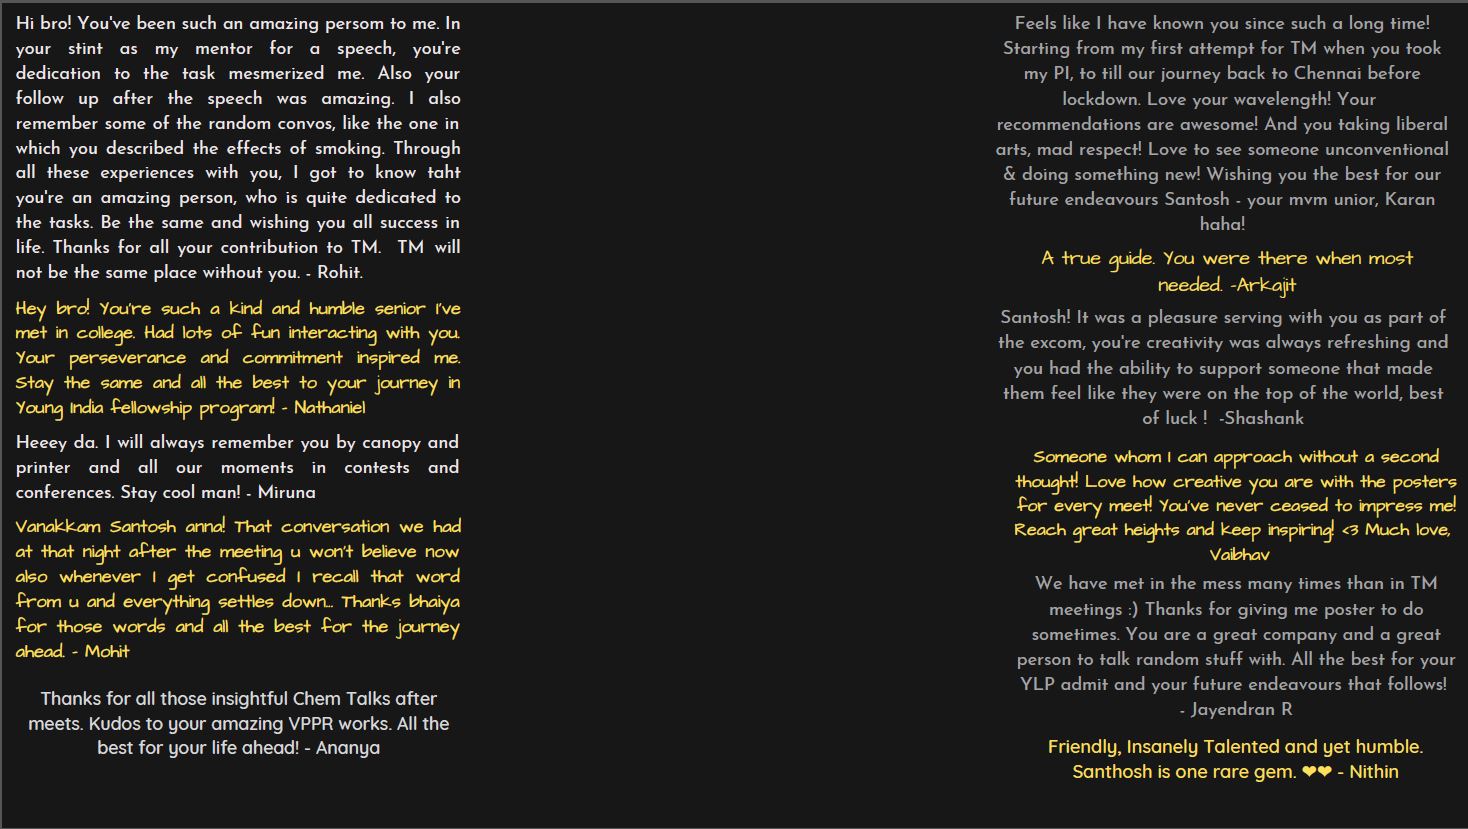 Hi bro! You've been such an amazing persom to me. In
your stint as my mentor for a speech, you're
dedication to the task mesmerized me. Also your
follow up after the speech was amazing. I also
remember some of the random convos, like the one in
which you described the effects of smoking. Through
all these experiences with you, I got to know taht
you're an amazing person, who is quite dedicated to
the tasks. Be the same and wishing you all success in
life. Thanks for all your contribution to TM.  TM will
not be the same place without you. - Rohit.
Hey bro! You're such a kind and humble senior I've
met in college. Had lots of fun interacting with you.
Your perseverance and commitment inspired me.
Stay the same and all the best to your journey in
Young India fellowship program! - Nathaniel
Heeey da. I will always remember you by canopy and
printer and all our moments in contests and
conferences. Stay cool man! - Miruna
Vanakkam Santosh anna! That conversation we had
at that night after the meeting u won't believe now
also whenever I get confused I recall that word
from u and everything settles down... Thanks bhaiya
for those words and all the best for the journey
ahead. - Mohit
Thanks for all those insightful Chem Talks after
meets. Kudos to your amazing VPPR works. All the
best for your life ahead! - Ananya
Feels like I have known you since such a long time!
Starting from my first attempt for TM when you took
my PI, to till our journey back to Chennai before
lockdown. Love your wavelength! Your
recommendations are awesome! And you taking liberal
arts, mad respect! Love to see someone unconventional
& doing something new! Wishing you the best for our
future endeavours Santosh - your mvm unior, Karan
haha!
A true guide. You were there when most
needed. -Arkajit
Santosh! It was a pleasure serving with you as part of
the excom, you're creativity was always refreshing and
you had the ability to support someone that made
them feel like they were on the top of the world, best
of luck !  -Shashank
Someone whom I can approach without a second
thought! Love how creative you are with the posters
for every meet! You've never ceased to impress me!
Reach great heights and keep inspiring! <3 Much love,
Vaibhav
We have met in the mess many times than in TM
meetings :) Thanks for giving me poster to do
sometimes. You are a great company and a great
person to talk random stuff with. All the best for your
YLP admit and your future endeavours that follows!
- Jayendran R
Friendly, Insanely Talented and yet humble.
Santhosh is one rare gem. ❤❤ - Nithin